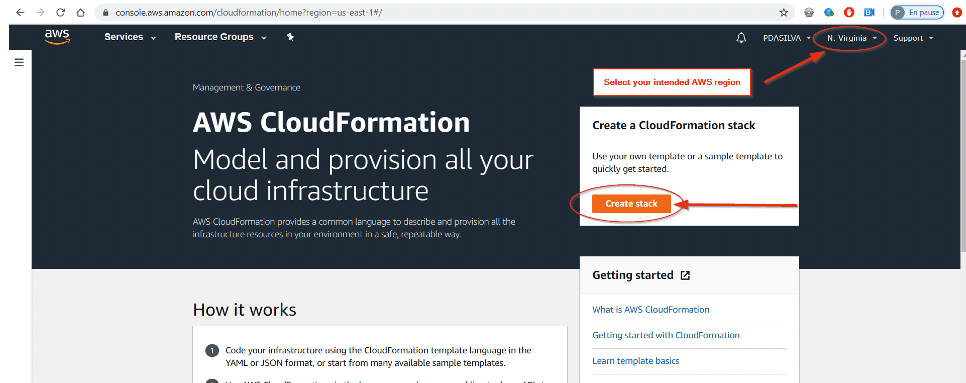 console.aws.amazon.com/cloudformation/home?region=us-east-1#/
P En pause
aws Services Resource Groups PDASILVA N. Virginia Support
Select your intended AWS region
Management & Governance
AWS CloudFormation
Model and provision all your
cloud infrastructure
AWS CloudFormation provides a common language to describe and provision all the
infrastructure resources in your environment in a safe, repeatable way.
Create a CloudFormation stack
Use your own template or a sample template to
quickly get started.
Create stack
Getting started
What is AWS CloudFormation
Getting started with CloudFormation
Learn template basics
How it works
1 Code your infrastructure using the CloudFormation template language in the
YAML or JSON format, or start from many available sample templates.